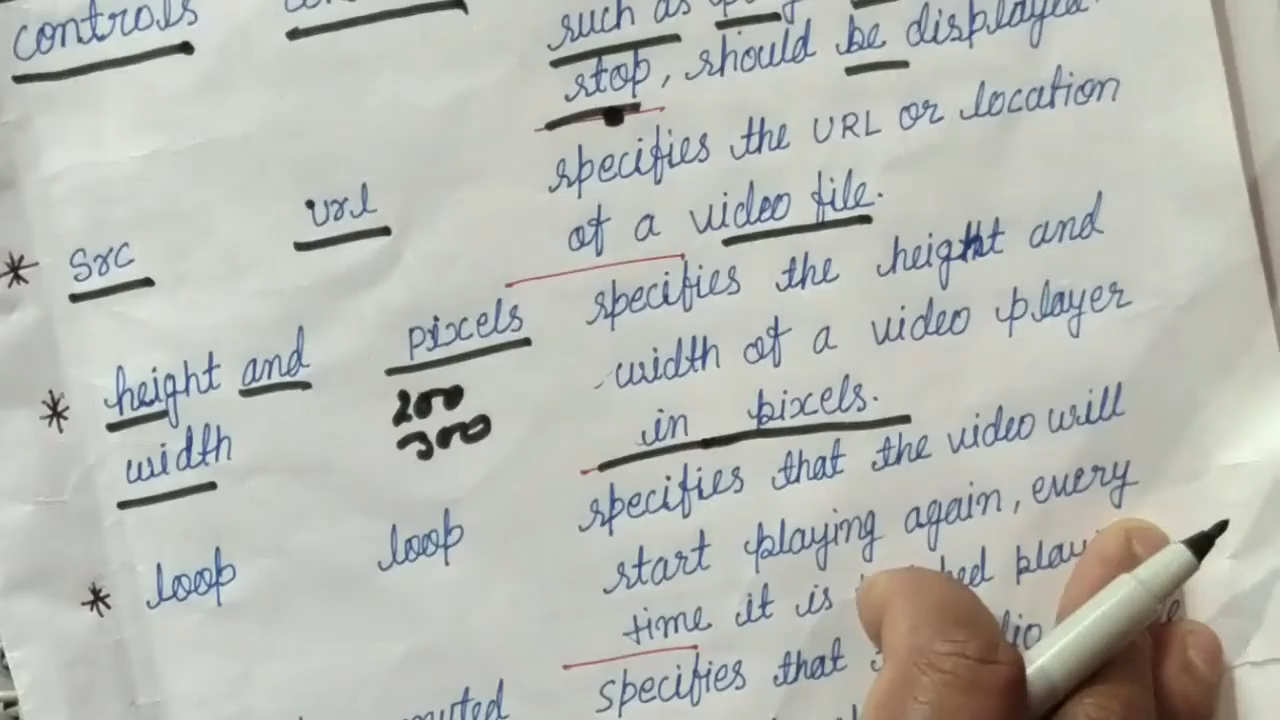 controls
such as
stop, should be displayed.
specifies the URL or location
* src url of a video file.
specifies the height and
* height and pixels width of a video player
200
width 300 in pixels.
specifies that the video will
* loop loop start playing again, every
time it is
specifies that